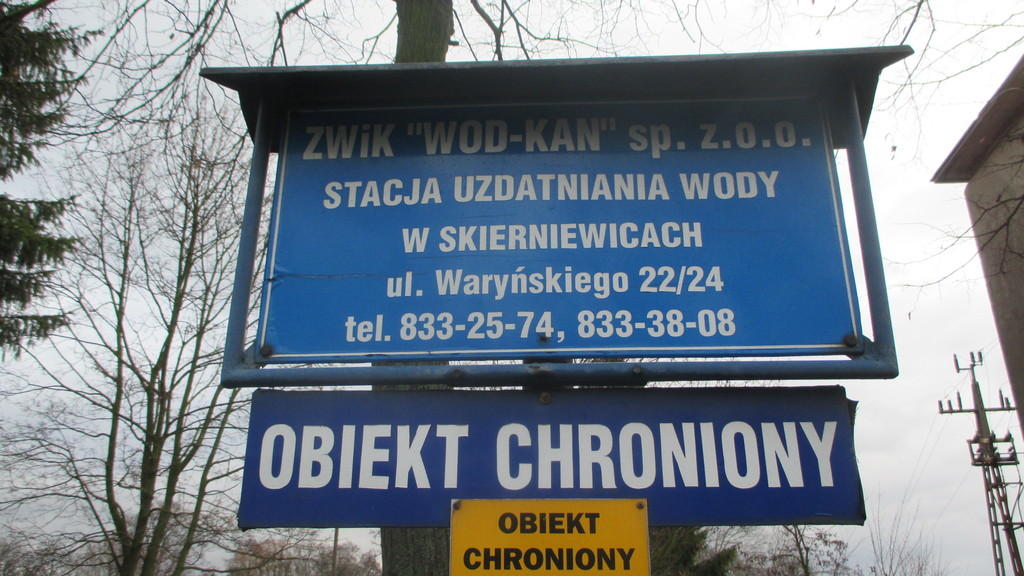 ZWiK "WOD-KAN" sp. z.o.o.
STACJA UZDATNIANIA WODY
W SKIERNIEWICACH
ul. Waryńskiego 22/24
tel. 833-25-74, 833-38-08
OBIEKT CHRONIONY
OBIEKT
CHRONIONY